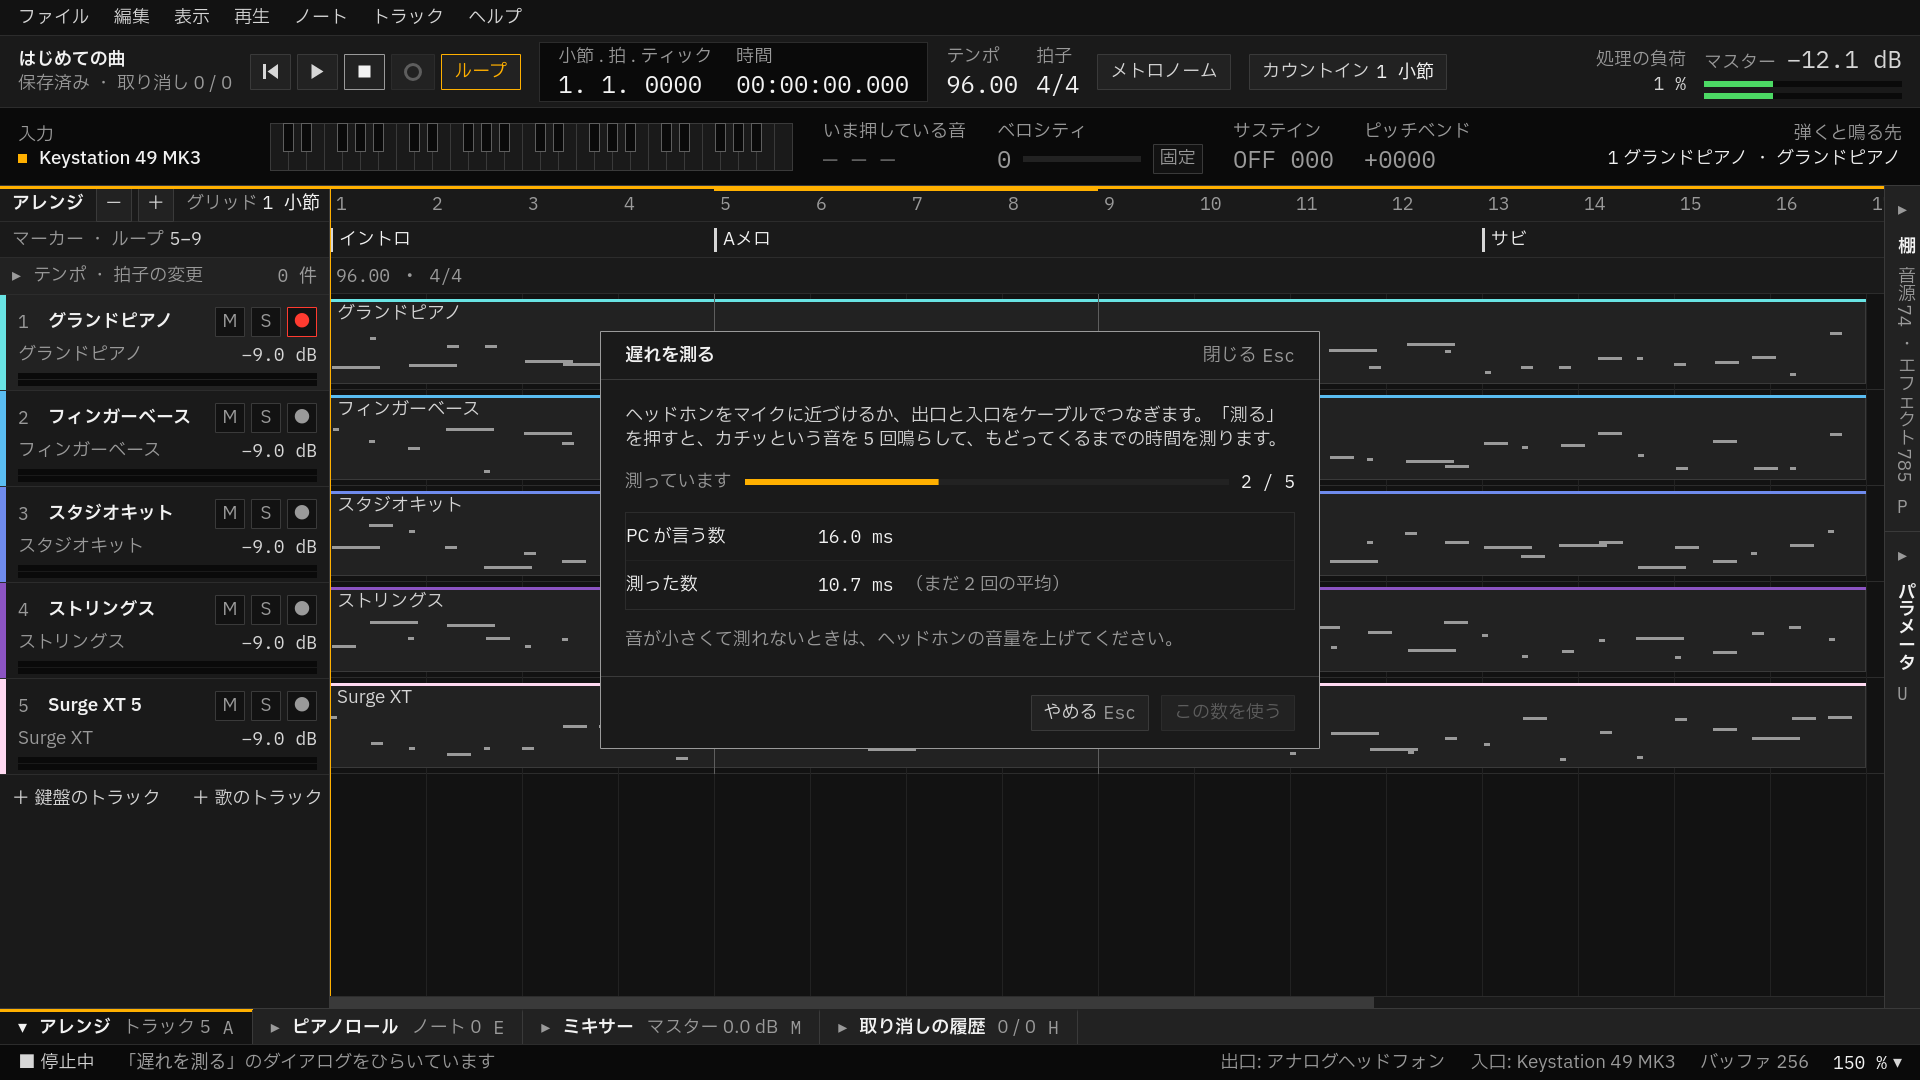 ファイル 編集 表示 再生 ノート トラック ヘルプ
はじめての曲
保存済み ・ 取り消し 0 / 0
ループ
小節 . 拍 . ティック 時間
1. 1. 0000 00:00:00.000
テンポ 拍子
96.00 4/4
メトロノーム
カウントイン 1 小節
処理の負荷
1 %
マスター −12.1 dB
入力
Keystation 49 MK3
いま押している音
— — —
ベロシティ
0 固定
サステイン
OFF 000
ピッチベンド
+0000
弾くと鳴る先
1 グランドピアノ ・ グランドピアノ
アレンジ − + グリッド 1 小節
1 2 3 4 5 6 7 8 9 10 11 12 13 14 15 16 1
マーカー ・ ループ 5–9
イントロ Aメロ サビ
▸ テンポ ・ 拍子の変更 0 件
96.00 • 4/4
1 グランドピアノ M S
グランドピアノ −9.0 dB
グランドピアノ
2 フィンガーベース M S
フィンガーベース −9.0 dB
フィンガーベース
3 スタジオキット M S
スタジオキット −9.0 dB
スタジオキット
4 ストリングス M S
ストリングス −9.0 dB
ストリングス
5 Surge XT 5 M S
Surge XT −9.0 dB
Surge XT
+ 鍵盤のトラック + 歌のトラック
遅れを測る
閉じる Esc
ヘッドホンをマイクに近づけるか、出口と入口をケーブルでつなぎます。「測る」
を押すと、カチッという音を 5 回鳴らして、もどってくるまでの時間を測ります。
測っています 2 / 5
PC が言う数 16.0 ms
測った数 10.7 ms （まだ 2 回の平均）
音が小さくて測れないときは、ヘッドホンの音量を上げてください。
やめる Esc
この数を使う
▸ 棚 音源 74 ・ エフェクト 785 P
▸ パラメータ U
▾ アレンジ トラック 5 A
▸ ピアノロール ノート 0 E
▸ ミキサー マスター 0.0 dB M
▸ 取り消しの履歴 0 / 0 H
■ 停止中 「遅れを測る」のダイアログをひらいています
出口: アナログヘッドフォン 入口: Keystation 49 MK3 バッファ 256 150 % ▾